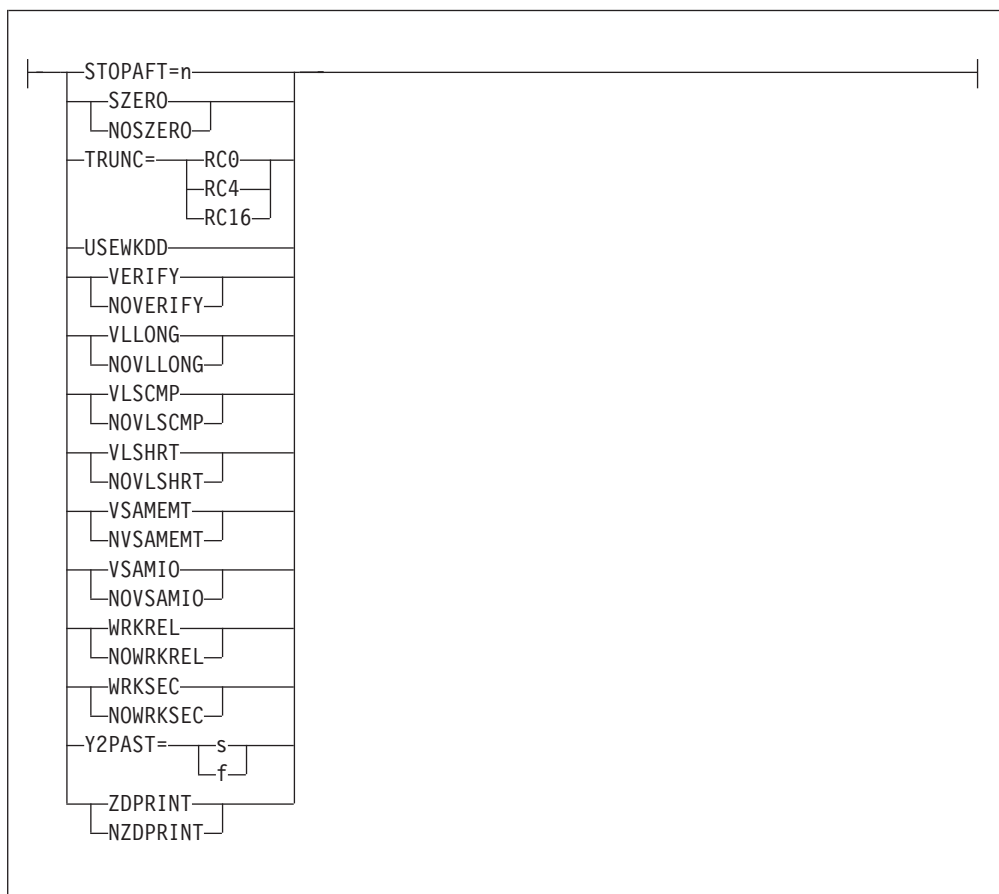 STOPAFT=n
SZERO
NOSZERO
TRUNC= RC0
RC4
RC16
USEWKDD
VERIFY
NOVERIFY
VLLONG
NOVLLONG
VLSCMP
NOVLSCMP
VLSHRT
NOVLSHRT
VSAMEMT
NVSAMEMT
VSAMIO
NOVSAMIO
WRKREL
NOWRKREL
WRKSEC
NOWRKSEC
Y2PAST= s
f
ZDPRINT
NZDPRINT